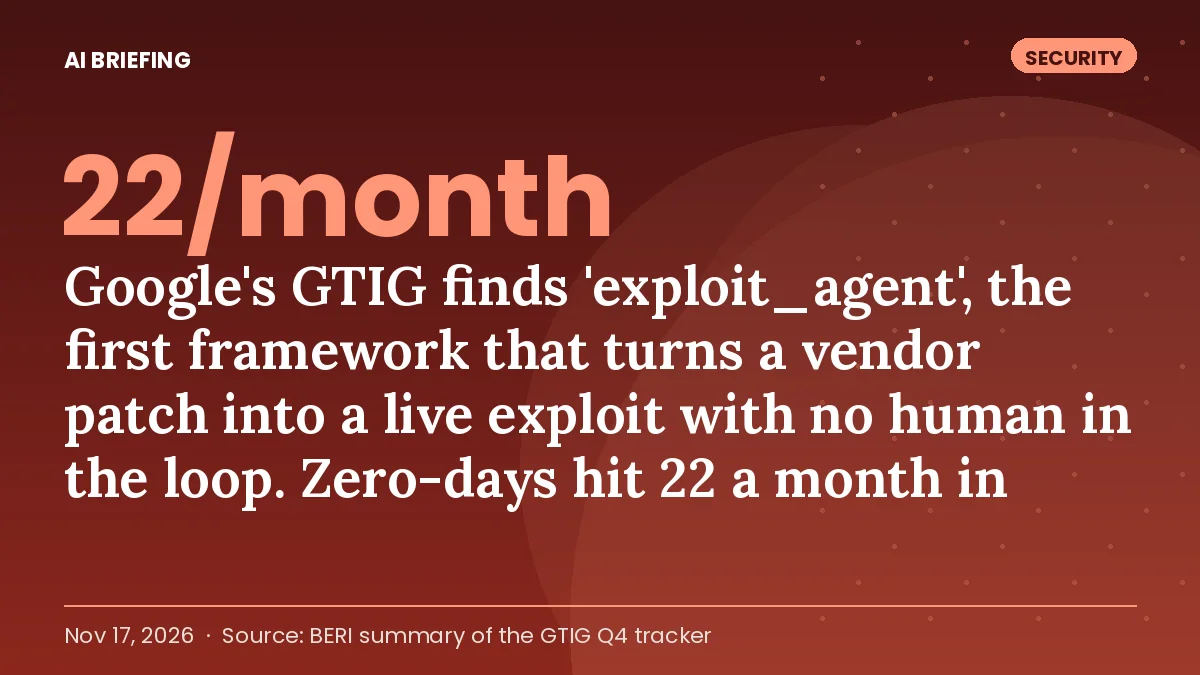 AI BRIEFING
SECURITY
22/month
Google's GTIG finds 'exploit_agent', the
first framework that turns a vendor
patch into a live exploit with no human in
the loop. Zero-days hit 22 a month in
Nov 17, 2026 · Source: BERI summary of the GTIG Q4 tracker